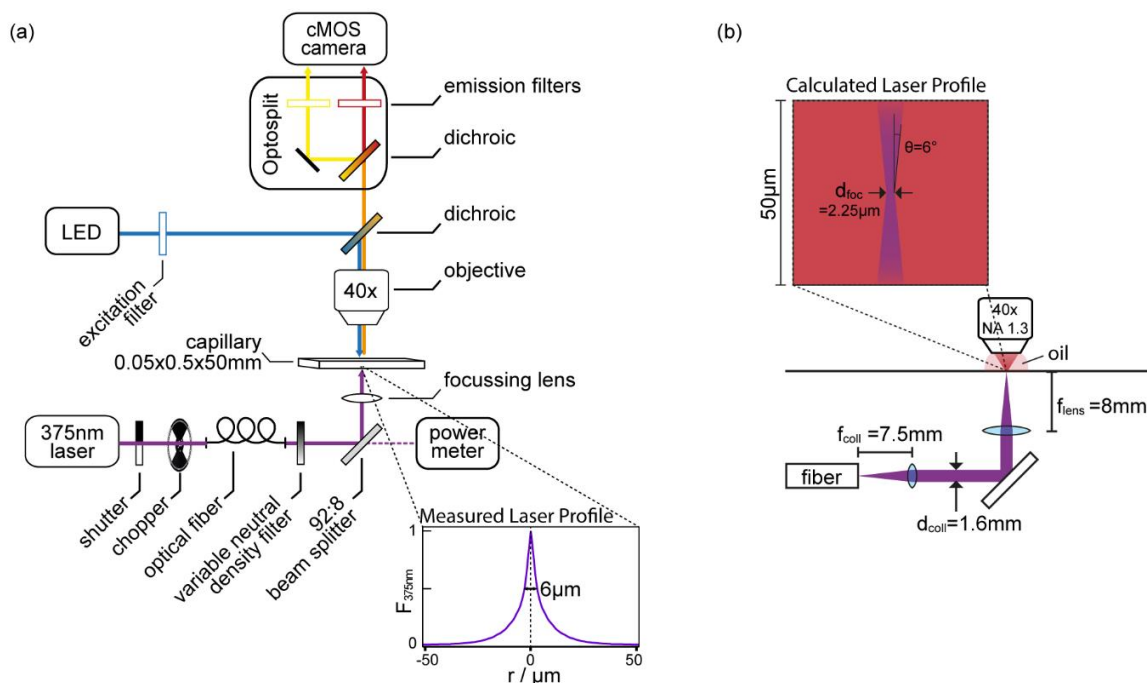 (a)
cMOS
camera
Optosplit
emission filters
dichroic
LED
dichroic
excitation
filter
40x
objective
capillary
0.05x0.5x50mm
focussing lens
375nm
laser
power
meter
shutter
chopper
optical fiber
variable neutral
density filter
92:8
beam splitter
Measured Laser Profile
F375nm
1
0
6µm
-50
0
50
r / µm
(b)
Calculated Laser Profile
50µm
θ=6°
dfoc
=2.25µm
40x
NA 1.3
oil
flens =8mm
fcoll =7.5mm
fiber
dcoll=1.6mm